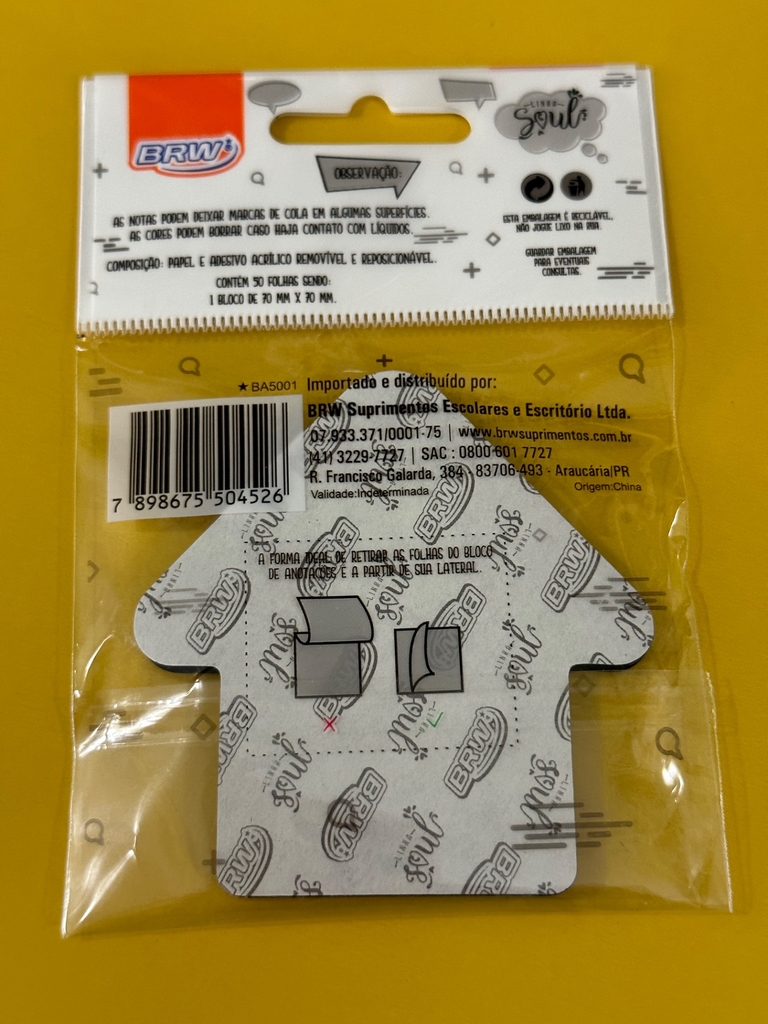 BRW
LINHA
Soul
OBSERVAÇÃO:
AS NOTAS PODEM DEIXAR MARCAS DE COLA EM ALGUMAS SUPERFÍCIES.
AS CORES PODEM BORRAR CASO HAJA CONTATO COM LÍQUIDOS.
COMPOSIÇÃO: PAPEL E ADESIVO ACRÍLICO REMOVÍVEL E REPOSICIONÁVEL.
CONTÉM 50 FOLHAS SENDO:
1 BLOCO DE 70 MM X 70 MM.
ESTA EMBALAGEM É RECICLÁVEL,
NÃO JOGUE LIXO NA RUA.
GUARDAR EMBALAGEM
PARA EVENTUAIS
CONSULTAS.
★ BA5001
7 898675 504526
Importado e distribuído por:
BRW Suprimentos Escolares e Escritório Ltda.
07.933.371/0001-75 | www.brwsuprimentos.com.br
(41) 3229-7727 | SAC : 0800 601 7727
R. Francisco Galarda, 384 - 83706-493 - Araucária/PR
Validade:Indeterminada Origem:China
A FORMA IDEAL DE RETIRAR AS FOLHAS DO BLOCO
DE ANOTAÇÕES É A PARTIR DE SUA LATERAL.
BRW
LINHA
Soul